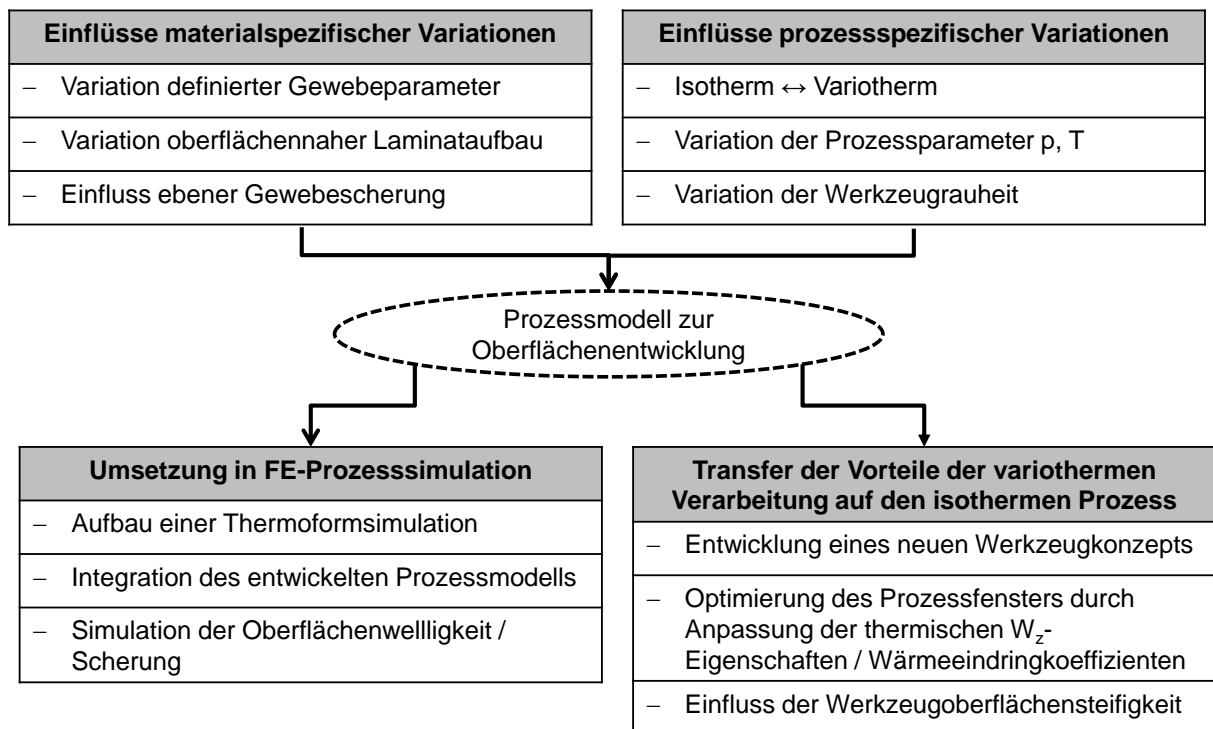 Einflüsse materialspezifischer Variationen
– Variation definierter Gewebeparameter
– Variation oberflächennaher Laminataufbau
– Einfluss ebener Gewebescherung
Einflüsse prozessspezifischer Variationen
– Isotherm ↔ Variotherm
– Variation der Prozessparameter p, T
– Variation der Werkzeugrauheit
Prozessmodell zur
Oberflächenentwicklung
Umsetzung in FE-Prozesssimulation
– Aufbau einer Thermoformsimulation
– Integration des entwickelten Prozessmodells
– Simulation der Oberflächenwellligkeit /
Scherung
Transfer der Vorteile der variothermen
Verarbeitung auf den isothermen Prozess
– Entwicklung eines neuen Werkzeugkonzepts
– Optimierung des Prozessfensters durch
Anpassung der thermischen Wz-
Eigenschaften / Wärmeeindringkoeffizienten
– Einfluss der Werkzeugoberflächensteifigkeit